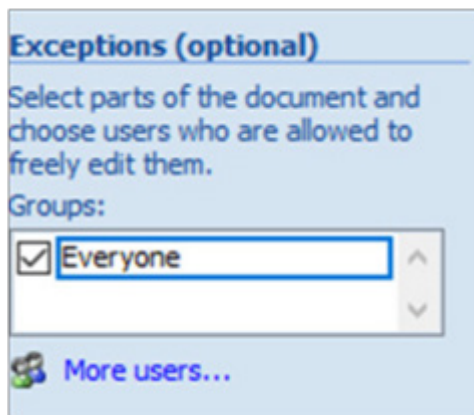 Exceptions (optional)
Select parts of the document and
choose users who are allowed to
freely edit them.
Groups:
Everyone
More users...